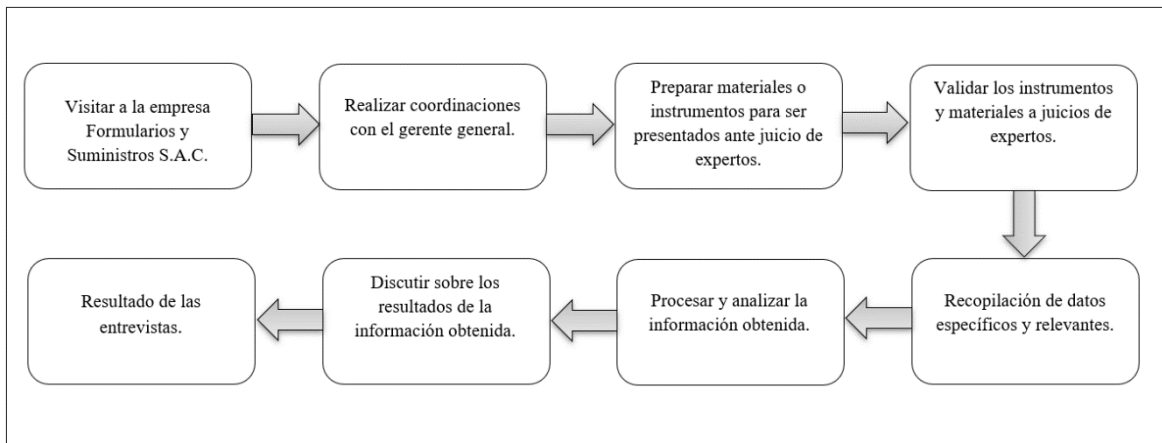 Visitar a la empresa
Formularios y
Suministros S.A.C.
Realizar coordinaciones
con el gerente general.
Preparar materiales o
instrumentos para ser
presentados ante juicio de
expertos.
Validar los instrumentos
y materiales a juicios de
expertos.
Recopilación de datos
específicos y relevantes.
Procesar y analizar la
información obtenida.
Discutir sobre los
resultados de la
información obtenida.
Resultado de las
entrevistas.